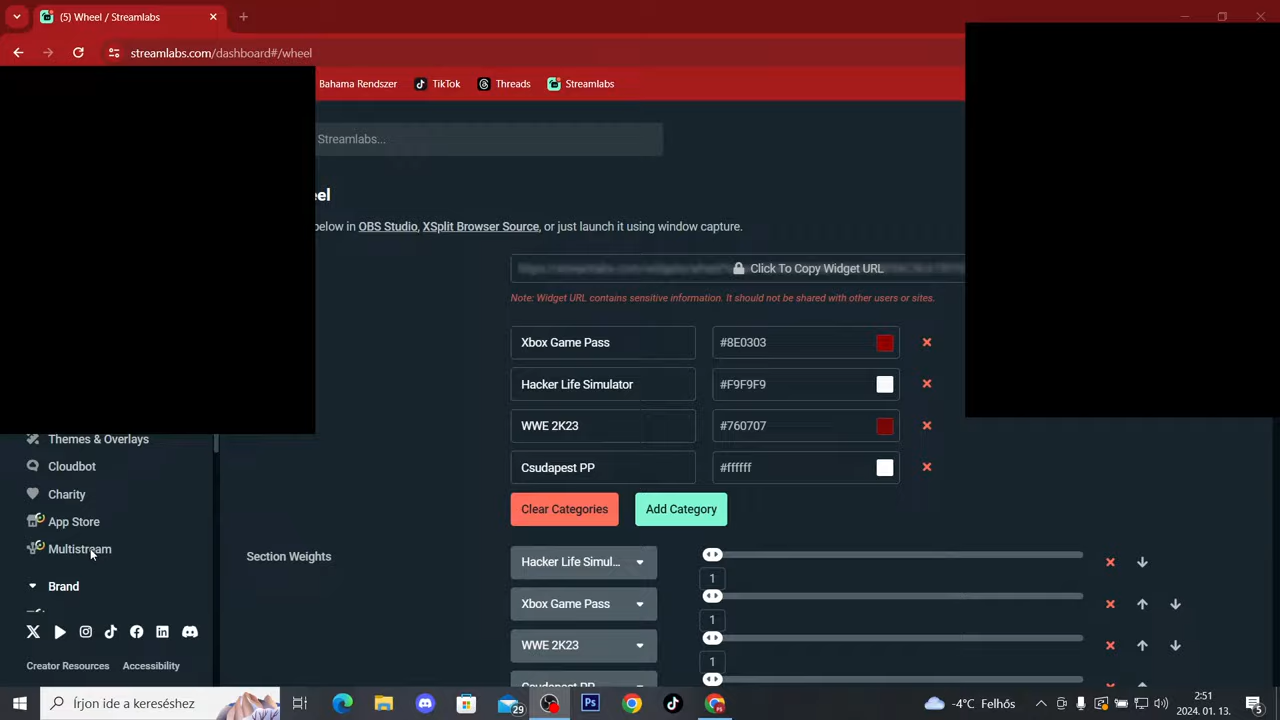 (5) Wheel / Streamlabs
streamlabs.com/dashboard#/wheel
Bahama Rendszer
TikTok
Threads
Streamlabs
Streamlabs...
eel
below in OBS Studio, XSplit Browser Source, or just launch it using window capture.
Click To Copy Widget URL
Note: Widget URL contains sensitive information. It should not be shared with other users or sites.
Xbox Game Pass
#8E0303
Hacker Life Simulator
#F9F9F9
WWE 2K23
#760707
Csudapest PP
#ffffff
Clear Categories
Add Category
Themes & Overlays
Cloudbot
Charity
App Store
Multistream
Brand
Creator Resources
Accessibility
Section Weights
Hacker Life Simul...
1
Xbox Game Pass
1
WWE 2K23
1
Csudapest PP
Írjon ide a kereséshez
29
-4°C Felhős
2:51
2024. 01. 13.
5